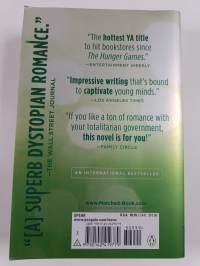 "[A] SUPERB DYSTOPIAN ROMANCE."
—THE WALL STREET JOURNAL
"The hottest YA title
to hit bookstores since
The Hunger Games."
—ENTERTAINMENT WEEKLY
"Impressive writing that's bound
to captivate young minds."
—LOS ANGELES TIMES
"If you like a ton of romance with
your totalitarian government,
this novel is for you!"
—FAMILY CIRCLE
AN INTERNATIONAL BESTSELLER
www.Matched-Book.com
SPEAK